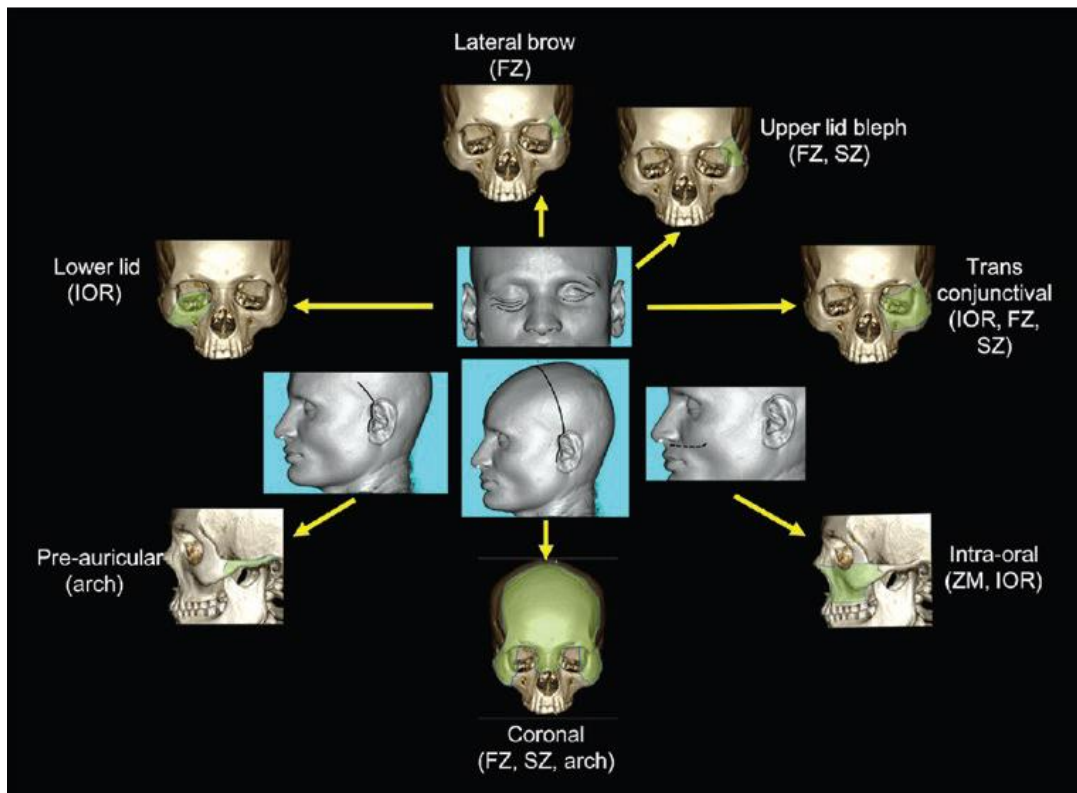 Lateral brow
(FZ)
Upper lid bleph
(FZ, SZ)
Lower lid
(IOR)
Trans
conjunctival
(IOR, FZ,
SZ)
Pre-auricular
(arch)
Intra-oral
(ZM, IOR)
Coronal
(FZ, SZ, arch)